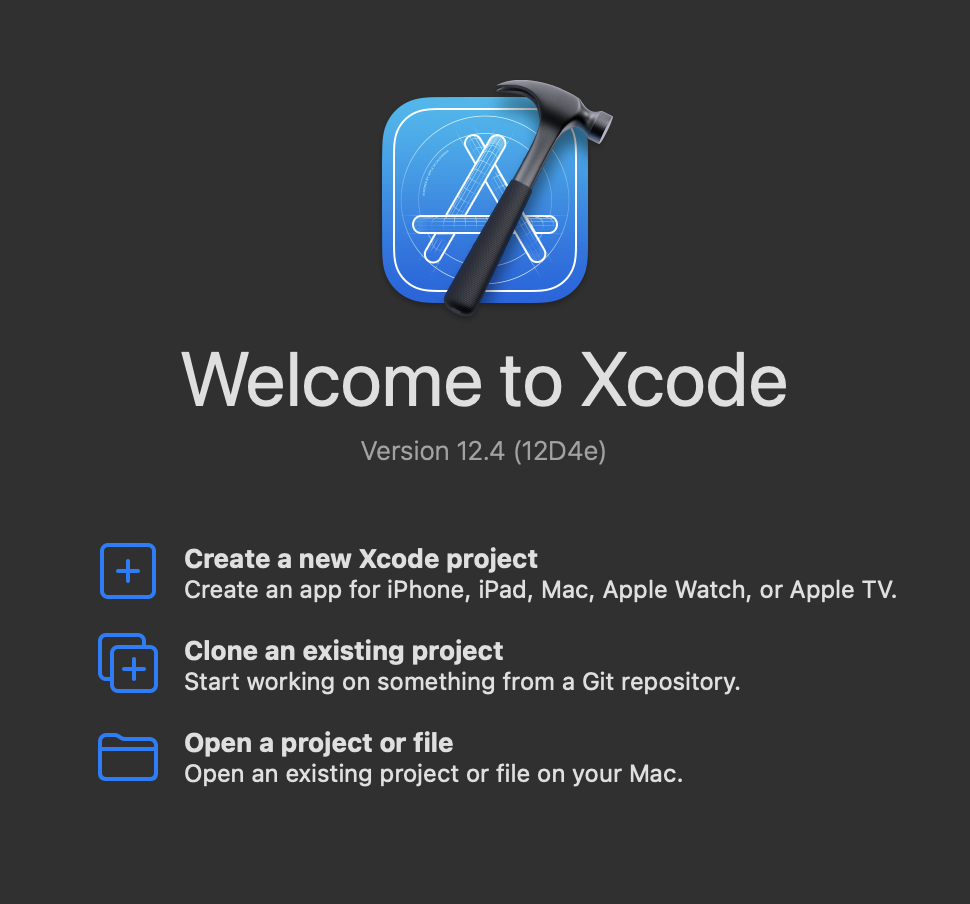 Welcome to Xcode
Version 12.4 (12D4e)
Create a new Xcode project
Create an app for iPhone, iPad, Mac, Apple Watch, or Apple TV.
Clone an existing project
Start working on something from a Git repository.
Open a project or file
Open an existing project or file on your Mac.